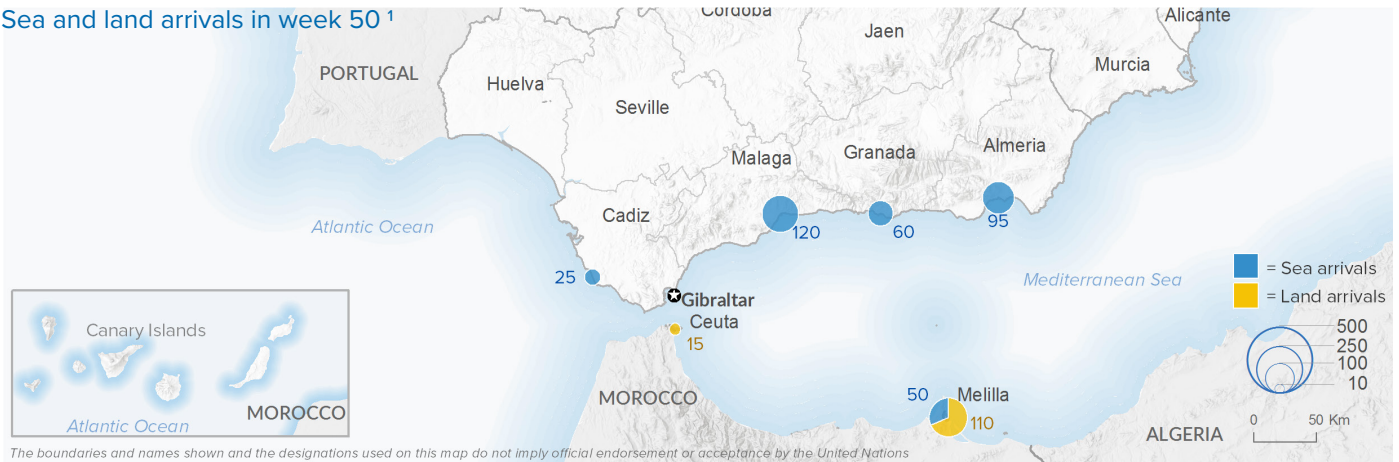 Sea and land arrivals in week 50 ¹
Cordoba
Alicante
Jaen
PORTUGAL
Huelva
Murcia
Seville
Almeria
Malaga
Granada
Cadiz
Atlantic Ocean
120
60
95
25
Mediterranean Sea
= Sea arrivals
= Land arrivals
Gibraltar
Ceuta
15
Canary Islands
500
250
100
10
MOROCCO
50
Melilla
110
MOROCCO
Atlantic Ocean
0 50 Km
ALGERIA
The boundaries and names shown and the designations used on this map do not imply official endorsement or acceptance by the United Nations